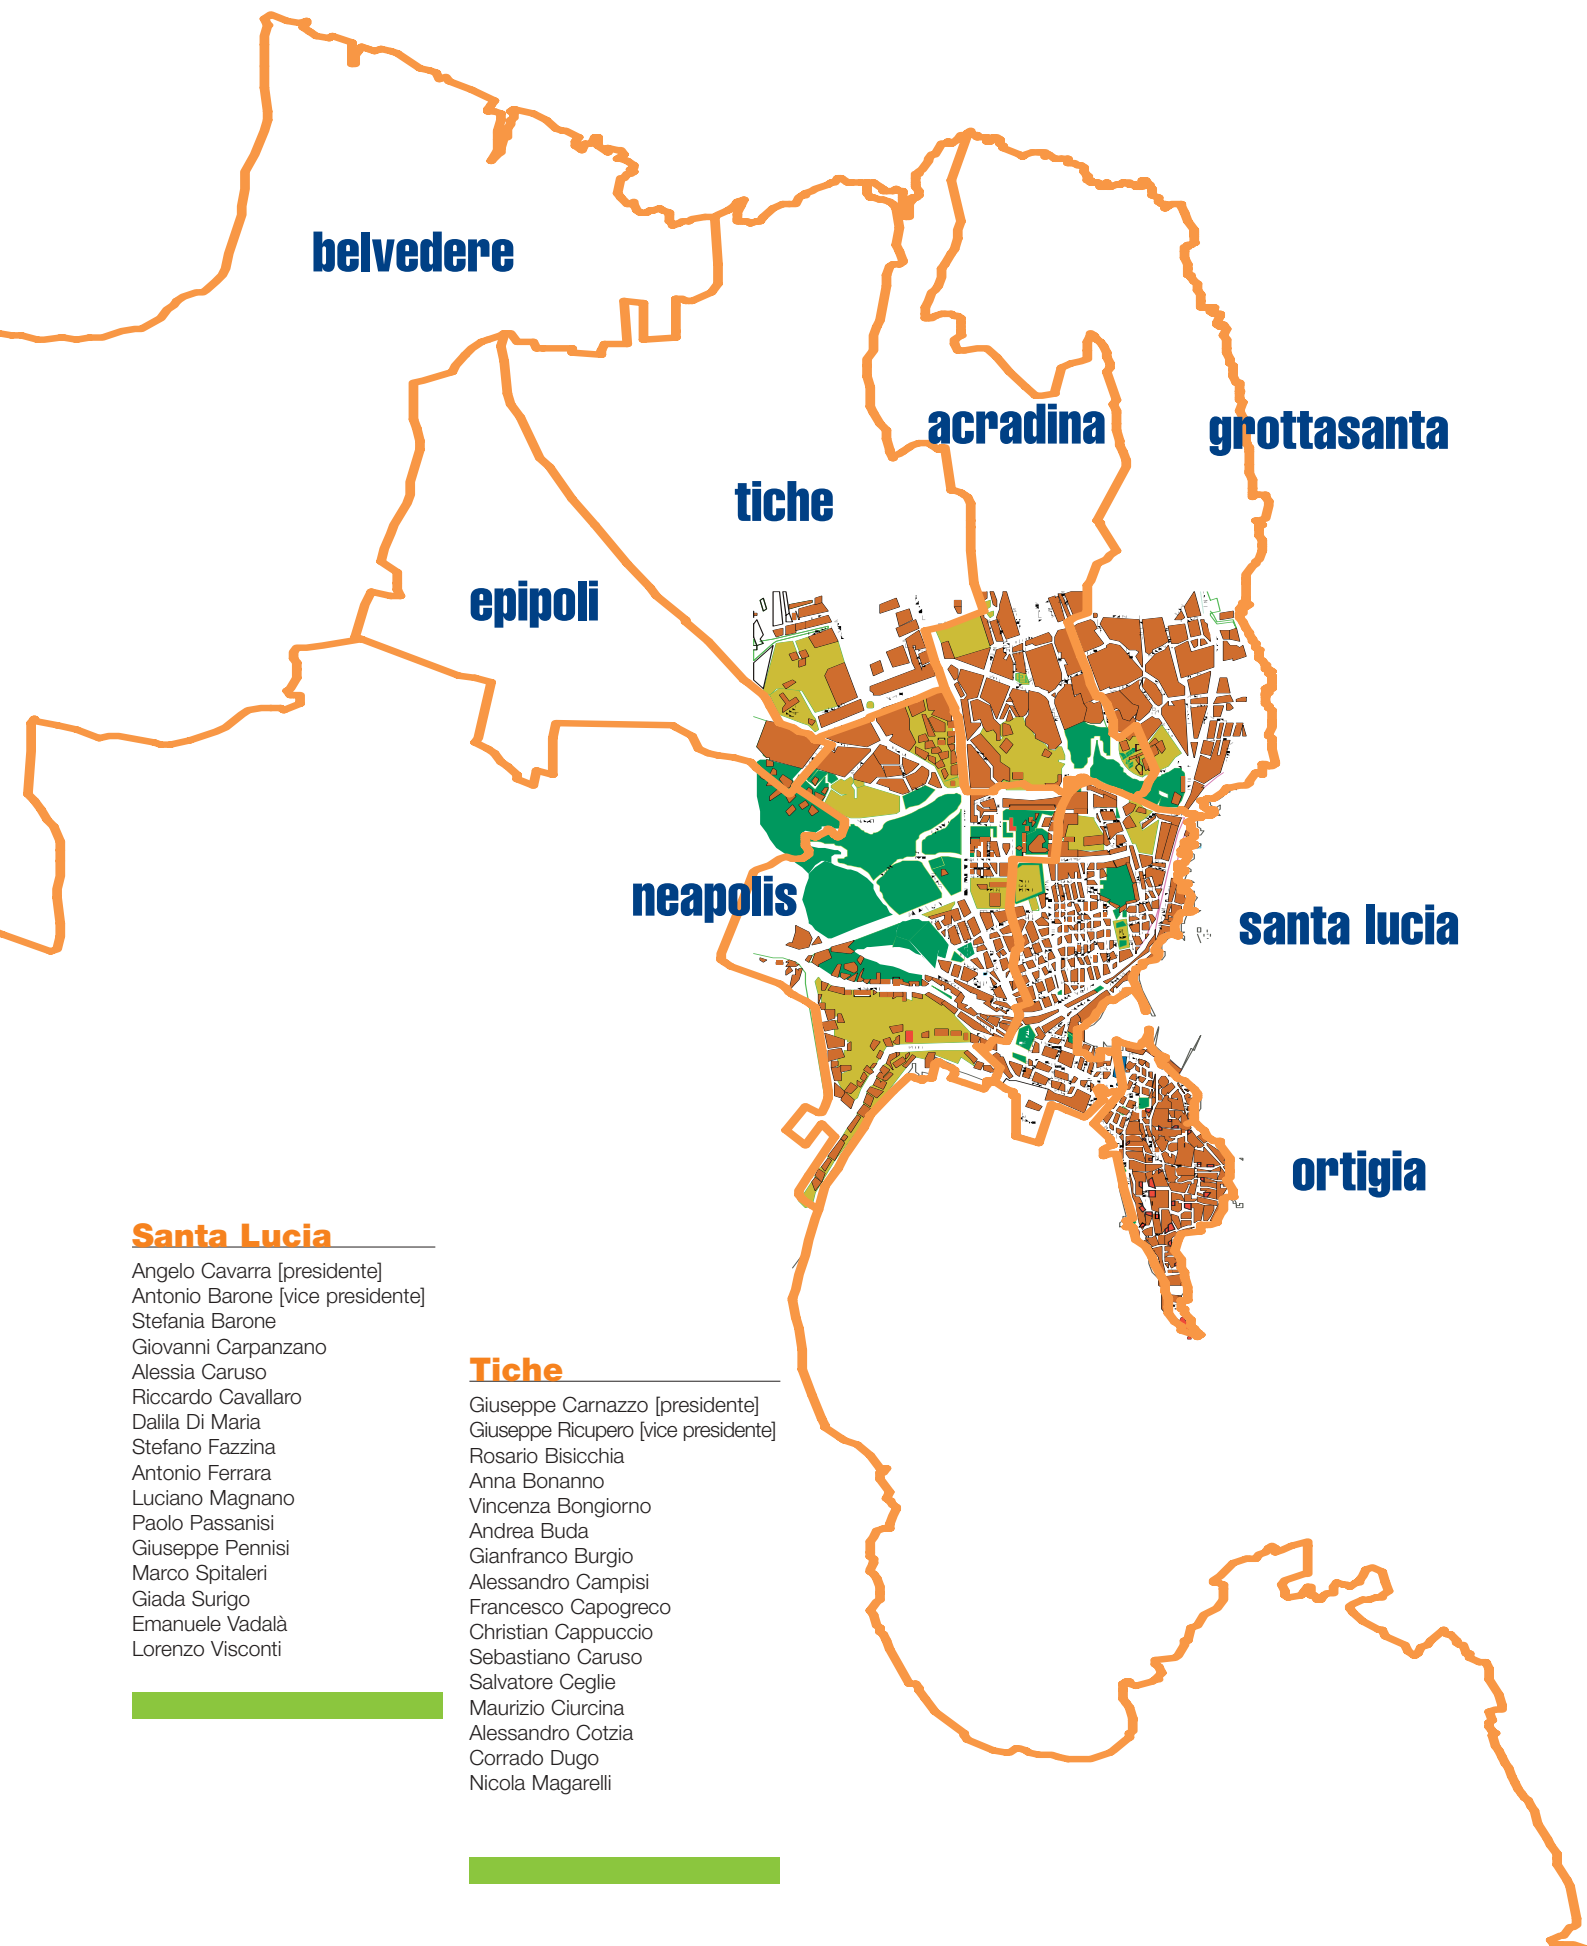 belvedere
acradina
grottasanta
tiche
epipoli
neapolis
santa lucia
ortigia
Santa Lucia
Angelo Cavarra [presidente]
Antonio Barone [vice presidente]
Stefania Barone
Giovanni Carpanzano
Alessia Caruso
Riccardo Cavallaro
Dalila Di Maria
Stefano Fazzina
Antonio Ferrara
Luciano Magnano
Paolo Passanisi
Giuseppe Pennisi
Marco Spitaleri
Giada Surigo
Emanuele Vadalà
Lorenzo Visconti
Tiche
Giuseppe Carnazzo [presidente]
Giuseppe Ricupero [vice presidente]
Rosario Bisicchia
Anna Bonanno
Vincenza Bongiorno
Andrea Buda
Gianfranco Burgio
Alessandro Campisi
Francesco Capogreco
Christian Cappuccio
Sebastiano Caruso
Salvatore Ceglie
Maurizio Ciurcina
Alessandro Cotzia
Corrado Dugo
Nicola Magarelli